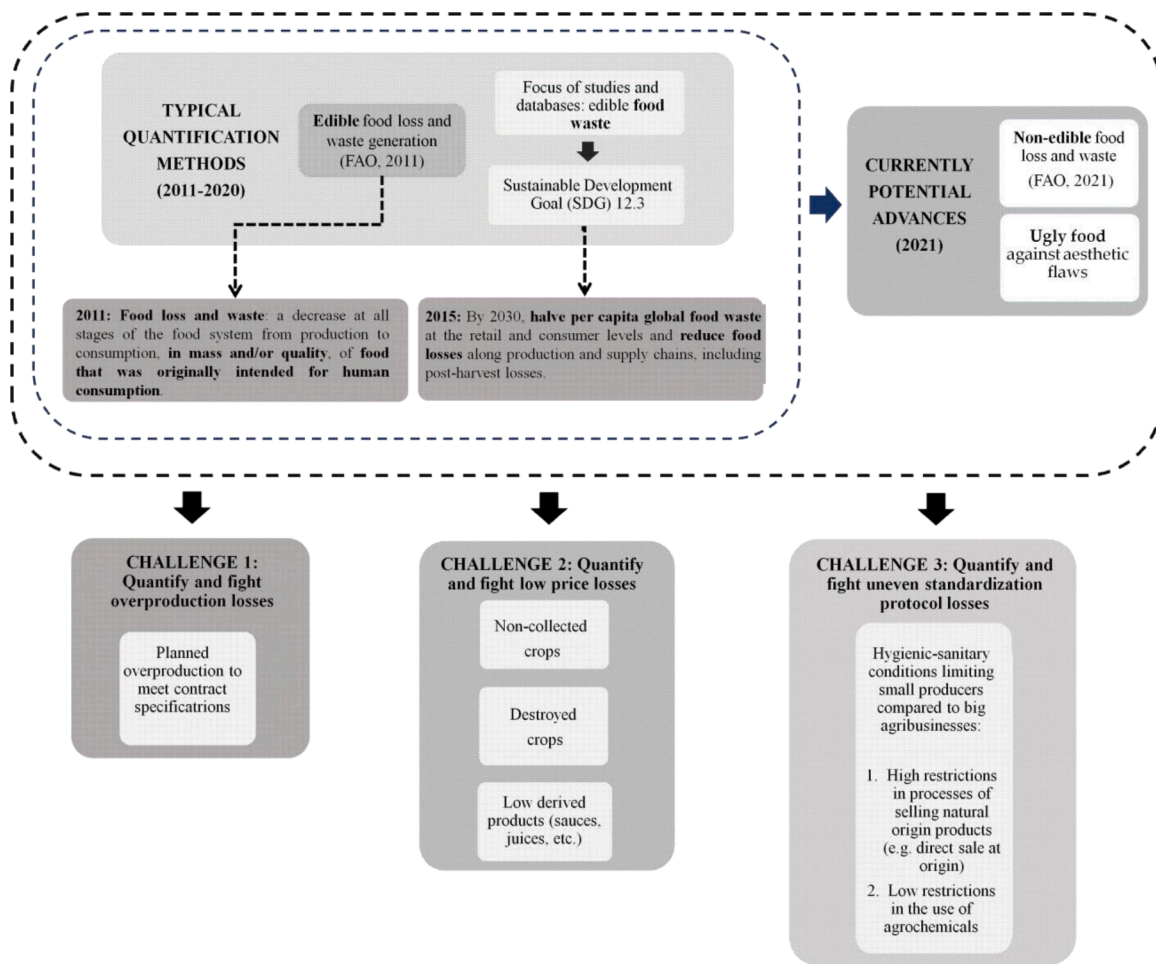 TYPICAL
QUANTIFICATION
METHODS
(2011-2020)
Edible food loss and
waste generation
(FAO, 2011)
Focus of studies and
databases: edible food
waste
Sustainable Development
Goal (SDG) 12.3
2011: Food loss and waste: a decrease at all
stages of the food system from production to
consumption, in mass and/or quality, of food
that was originally intended for human
consumption.
2015: By 2030, halve per capita global food waste
at the retail and consumer levels and reduce food
losses along production and supply chains, including
post-harvest losses.
CURRENTLY
POTENTIAL
ADVANCES
(2021)
Non-edible food
loss and waste
(FAO, 2021)
Ugly food
against aesthetic
flaws
CHALLENGE 1:
Quantify and fight
overproduction losses
Planned
overproduction to
meet contract
specificatrions
CHALLENGE 2: Quantify
and fight low price losses
Non-collected
crops
Destroyed
crops
Low derived
products (sauces,
juices, etc.)
CHALLENGE 3: Quantify and
fight uneven standardization
protocol losses
Hygienic-sanitary
conditions limiting
small producers
compared to big
agribusinesses:
1. High restrictions
in processes of
selling natural
origin products
(e.g. direct sale at
origin)
2. Low restrictions
in the use of
agrochemicals